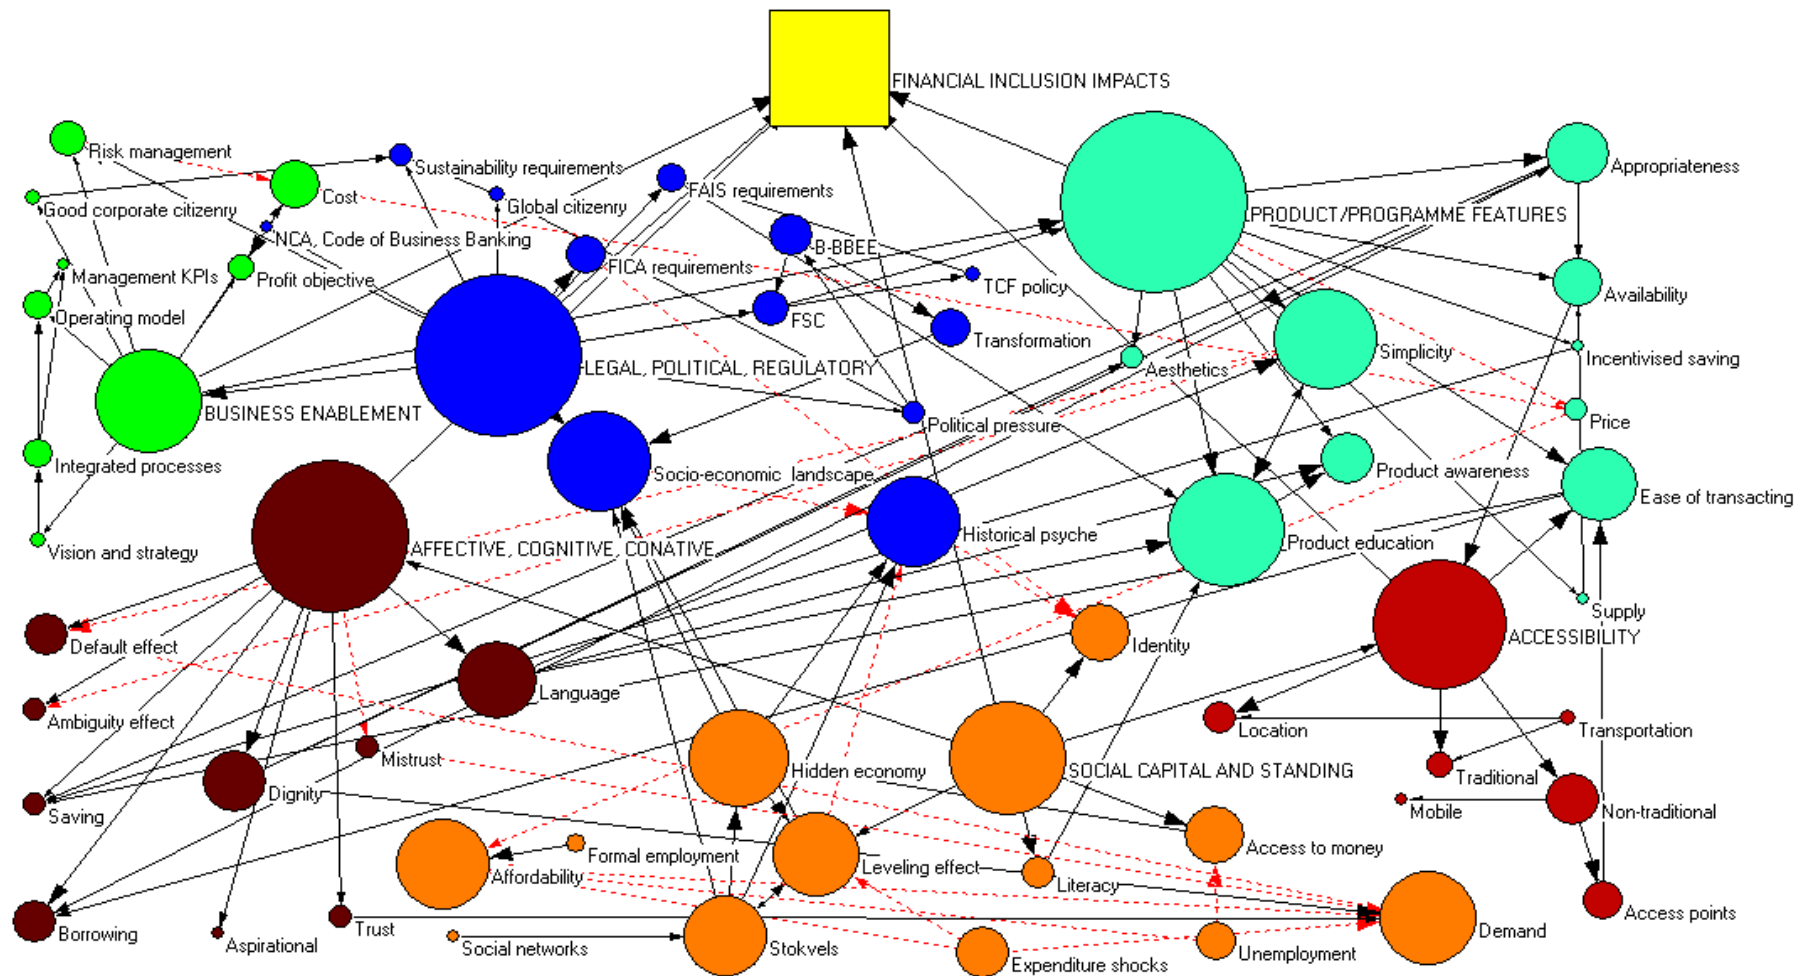 FINANCIAL INCLUSION IMPACTS
Risk management
Sustainability requirements
Appropriateness
Cost
FAIS requirements
Good corporate citizenry
Global citizenry
PRODUCT/PROGRAMME FEATURES
NCA, Code of Business Banking
B-BBEE
Management KPIs
Profit objective
FICA requirements
TCF policy
Availability
Operating model
FSC
Transformation
Simplicity
Incentivised saving
LEGAL, POLITICAL, REGULATORY
Aesthetics
BUSINESS ENABLEMENT
Political pressure
Price
Integrated processes
Socio-economic landscape
Product awareness
Ease of transacting
Vision and strategy
AFFECTIVE, COGNITIVE, CONATIVE
Historical psyche
Product education
Supply
Default effect
Identity
ACCESSIBILITY
Language
Ambiguity effect
Location
Transportation
Mistrust
Hidden economy
SOCIAL CAPITAL AND STANDING
Traditional
Saving
Dignity
Mobile
Non-traditional
Formal employment
Access to money
Affordability
Leveling effect
Literacy
Borrowing
Aspirational
Trust
Social networks
Stokvels
Expenditure shocks
Unemployment
Demand
Access points